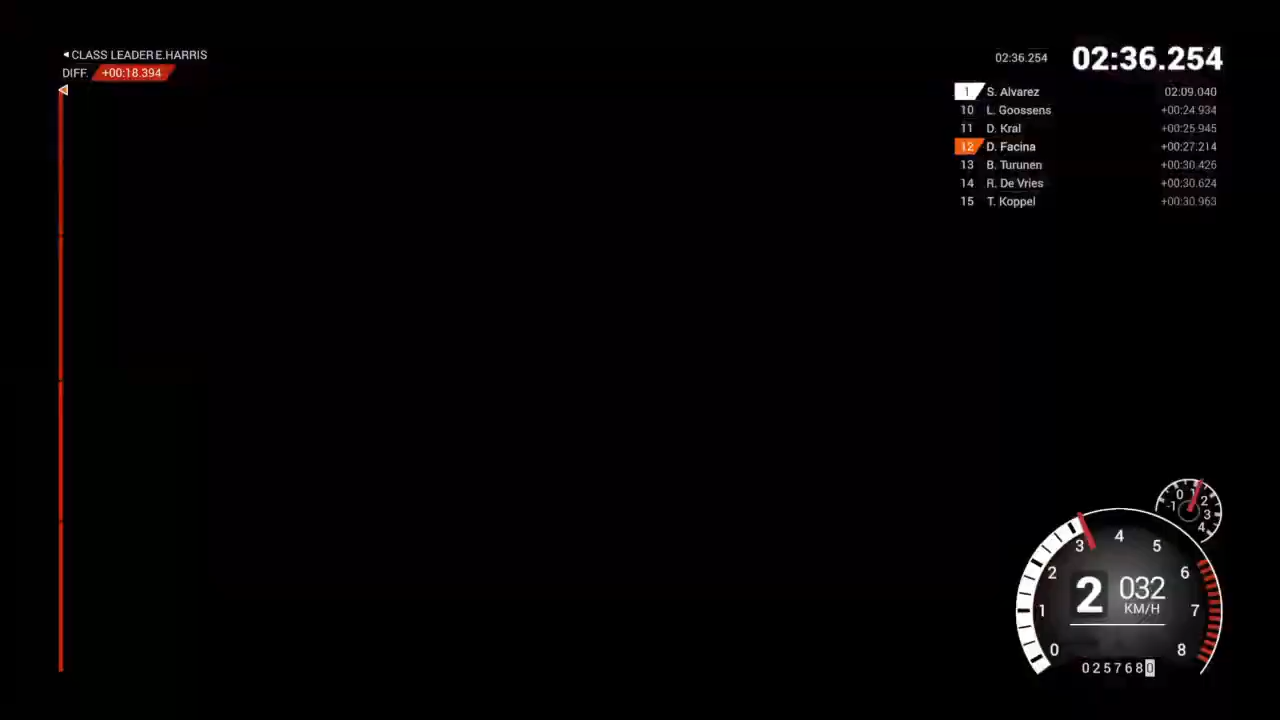 CLASS LEADER E.HARRIS
DIFF. +00:18.394
02:36.254 02:36.254
1 S. Alvarez 02:09.040
10 L. Goossens +00:24.934
11 D. Kral +00:25.945
12 D. Facina +00:27.214
13 B. Turunen +00:30.426
14 R. De Vries +00:30.624
15 T. Koppel +00:30.963
-1 0 1 2 3 4
0 1 2 3 4 5 6 7 8
2 032
KM/H
0257680